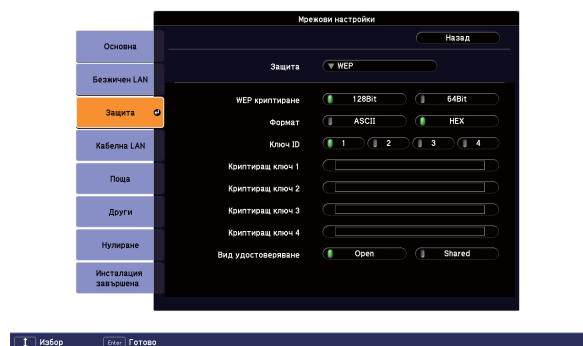 Мрежови настройки
Назад
Основна
Безжичен LAN
Защита
Кабелна LAN
Поща
Други
Нулиране
Инсталация
завършена
Защита WEP
WEP криптиране 128Bit 64Bit
Формат ASCII HEX
Ключ ID 1 2 3 4
Криптиращ ключ 1
Криптиращ ключ 2
Криптиращ ключ 3
Криптиращ ключ 4
Вид удостоверяване Open Shared
Избор Enter Готово